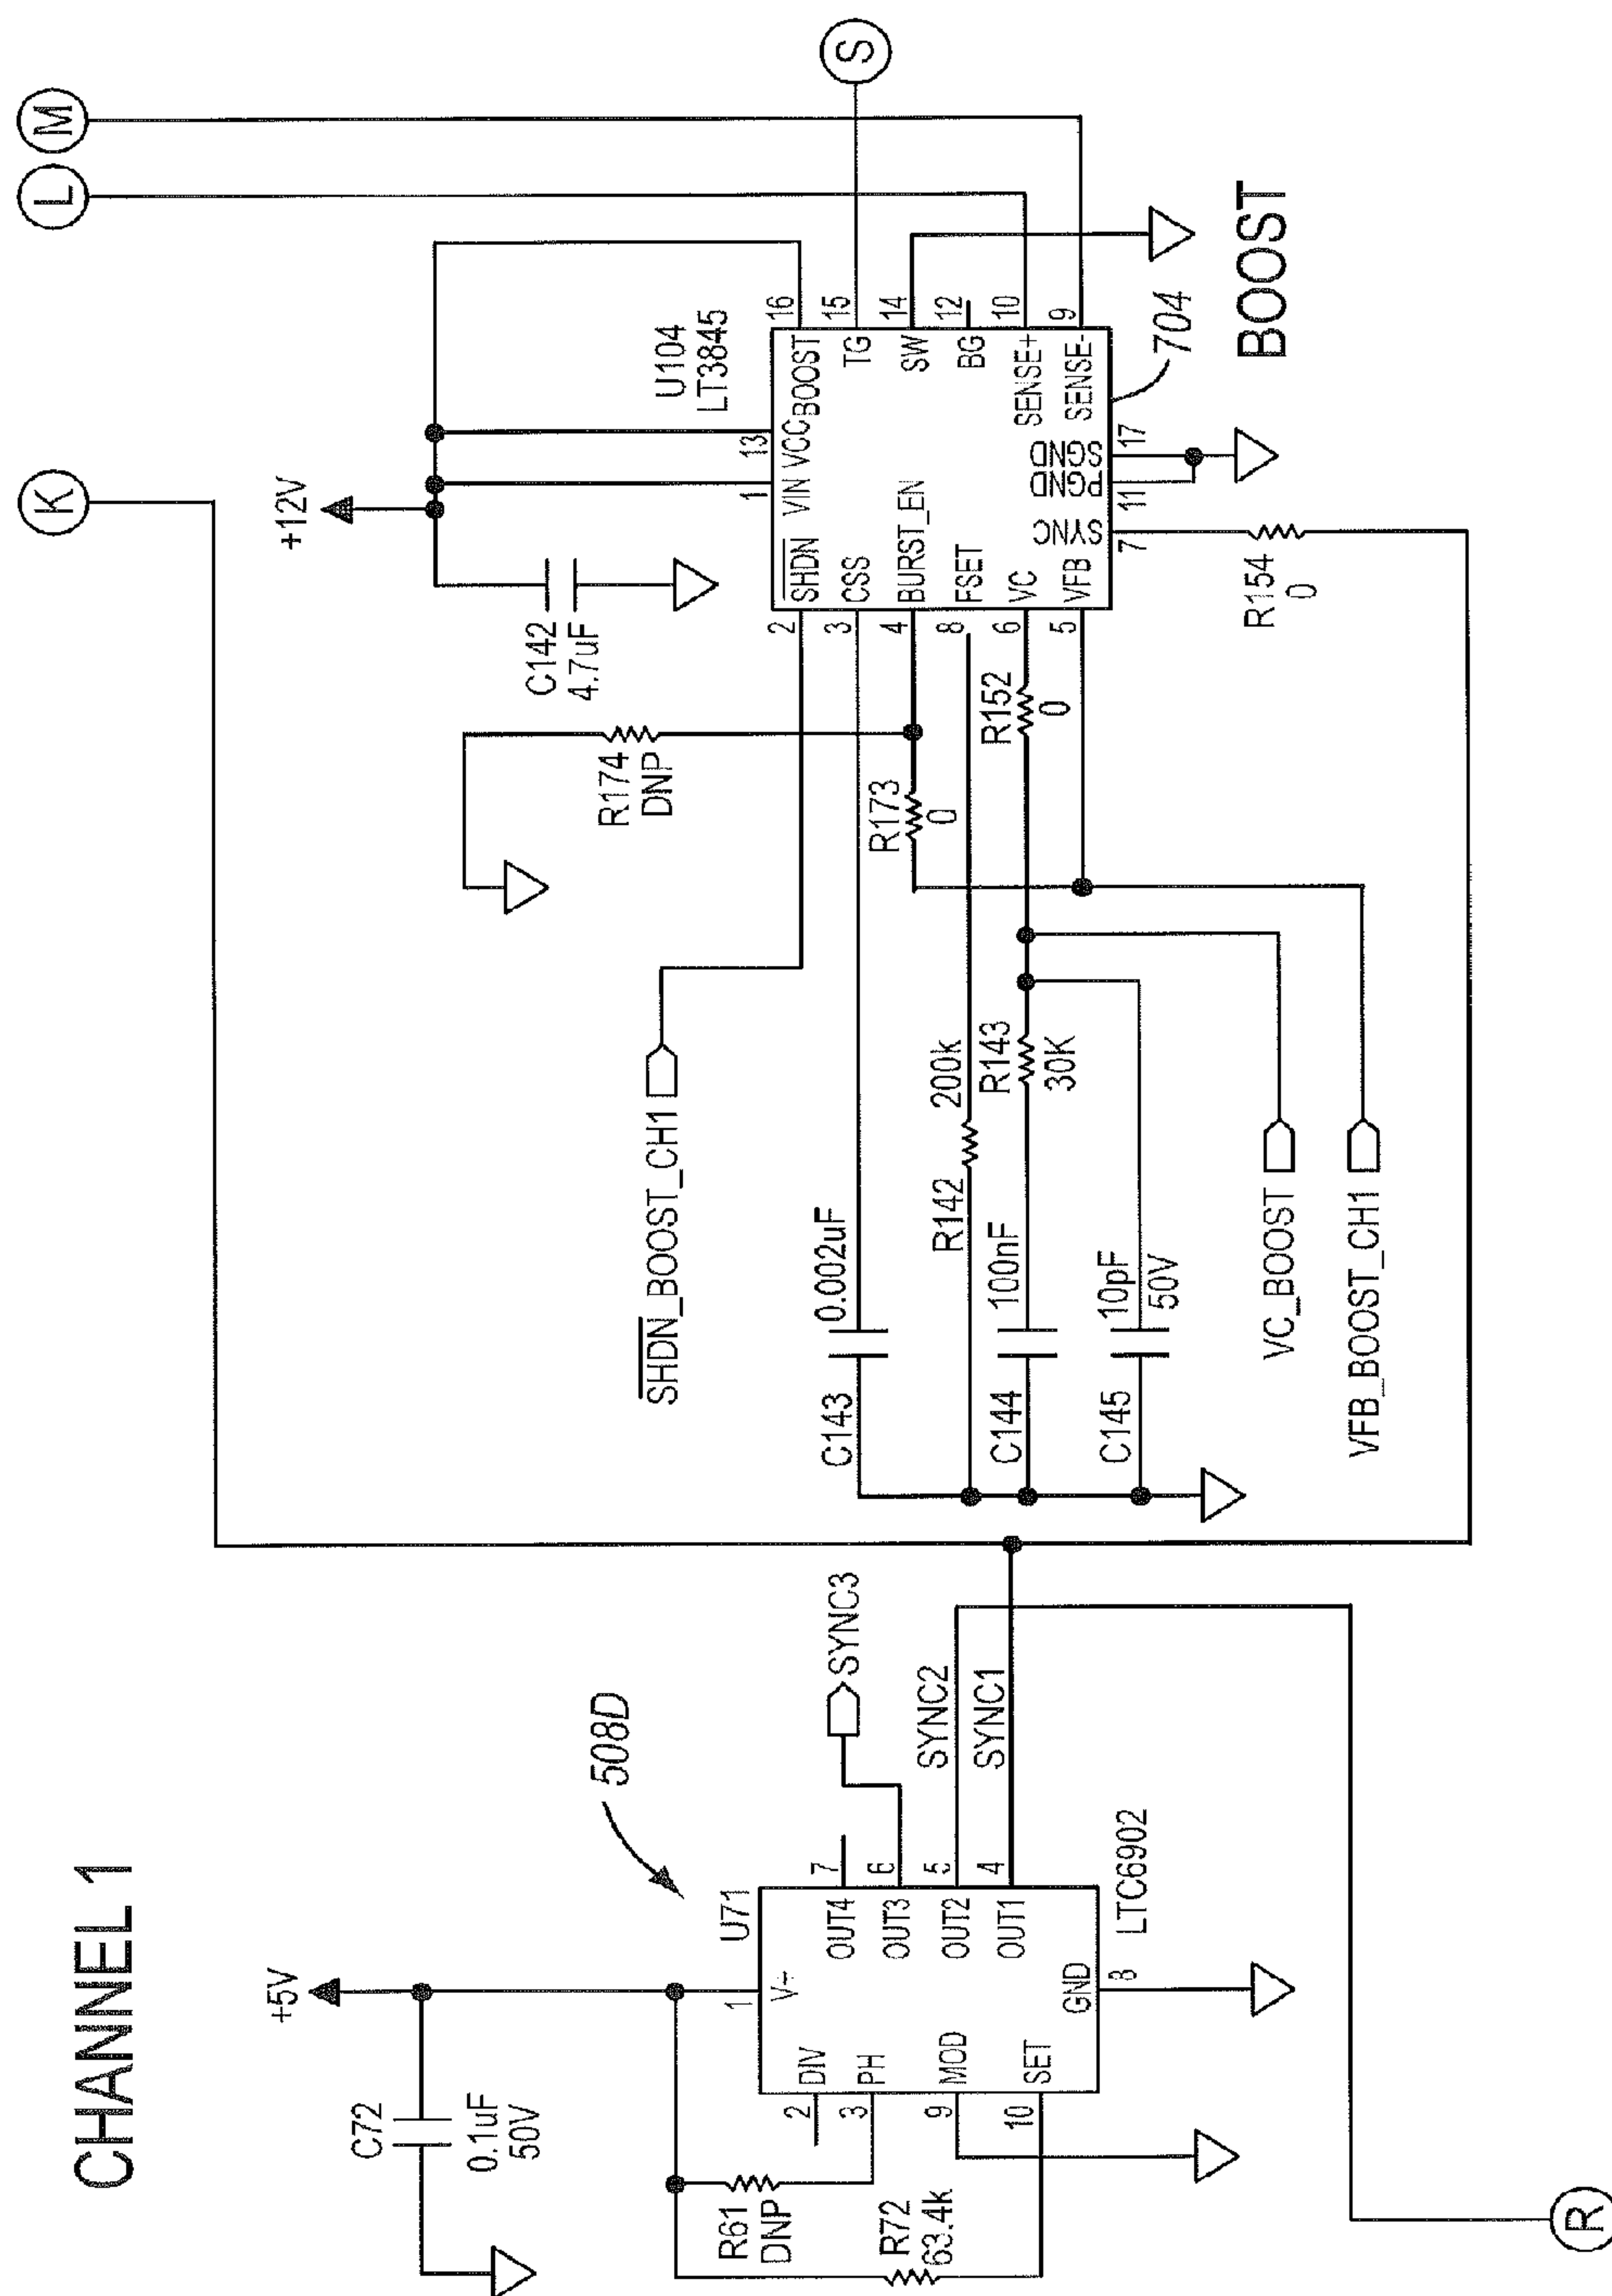 CHANNEL 1
+5V
C72
0.1uF
50V
R61
DNP
R72
63.4k
U71
1
V+
2
DIV
3
PH
9
MOD
10
SET
OUT4
7
OUT3
6
OUT2
5
OUT1
4
GND
8
LTC6902
508D
SYNC3
SYNC2
SYNC1
R
K
L
M
S
+12V
C142
4.7uF
R174
DNP
SHDN_BOOST_CH1
R173
0
C143
0.002uF
R142
200k
C144
100nF
R143
30K
C145
10pF
50V
R152
0
VC_BOOST
VFB_BOOST_CH1
R154
0
U104
LT3845
1
VIN
13
VCC
2
SHDN
3
CSS
4
BURST_EN
8
FSET
6
VC
5
VFB
BOOST
16
TG
15
SW
14
BG
12
SENSE+
10
SENSE-
9
SYNC
7
PGND
11
SGND
17
704
BOOST